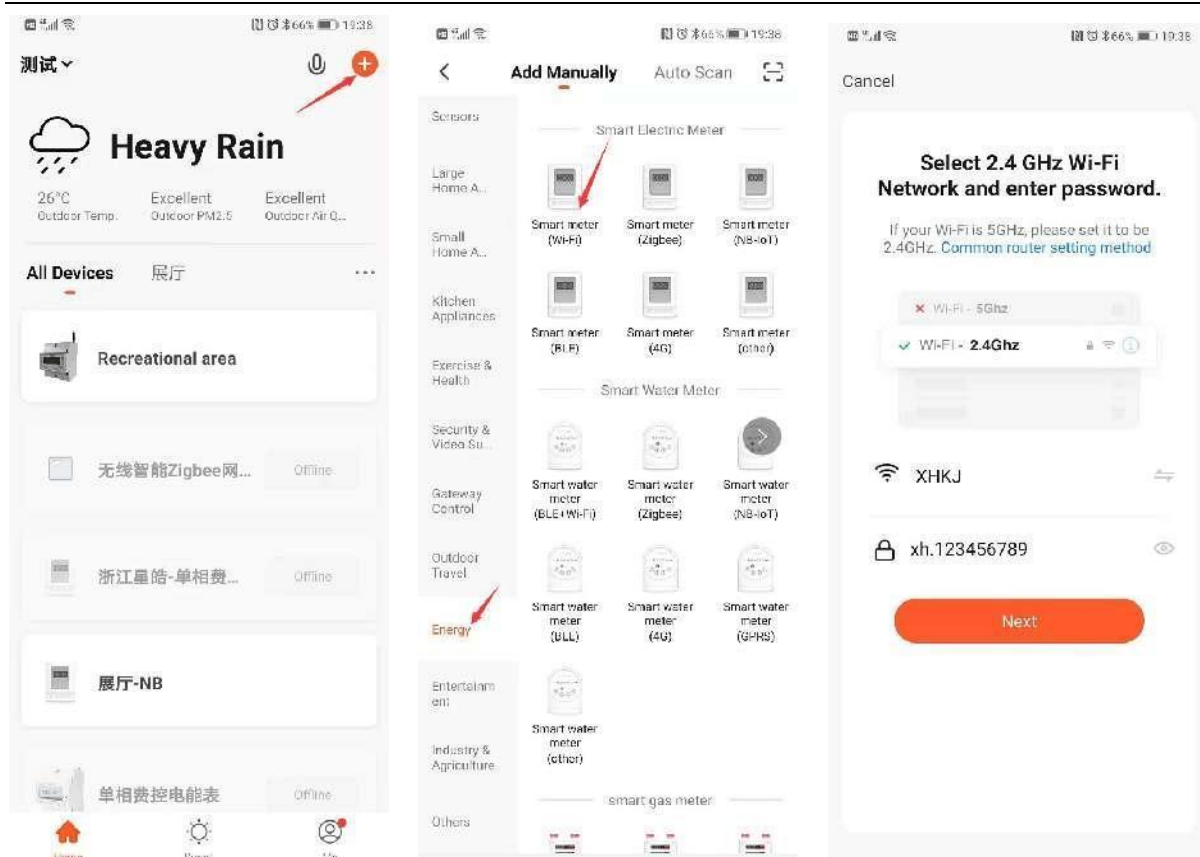 66% 19:38
测试
Heavy Rain
26°C
Outdoor Temp.
Excellent
Outdoor PM2.5
Excellent
Outdoor Air Q...
All Devices
展厅
Recreational area
无线智能Zigbee网...
Offline
浙江星皓-单相费...
Offline
展厅-NB
单相费控电能表
Offline
Home
66% 19:38
Add Manually
Auto Scan
Sensors
Large
Home A...
Small
Home A...
Kitchen
Appliances
Exercise &
Health
Security &
Video Su...
Gateway
Control
Outdoor
Travel
Energy
Entertainm
ent
Industry &
Agriculture
Others
Smart Electric Meter
Smart meter
(Wi-Fi)
Smart meter
(Zigbee)
Smart meter
(NB-IoT)
Smart meter
(BLE)
Smart meter
(4G)
Smart meter
(other)
Smart Water Meter
Smart water
meter
(BLE+Wi-Fi)
Smart water
meter
(Zigbee)
Smart water
meter
(NB-IoT)
Smart water
meter
(BLE)
Smart water
meter
(4G)
Smart water
meter
(GPRS)
Smart water
meter
(other)
smart gas meter
66% 19:38
Cancel
Select 2.4 GHz Wi-Fi
Network and enter password.
If your Wi-Fi is 5GHz, please set it to be
2.4GHz. Common router setting method
Wi-Fi - 5Ghz
Wi-Fi - 2.4Ghz
XHKJ
xh.123456789
Next